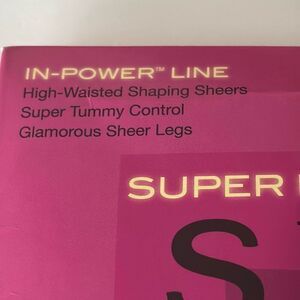 IN-POWER™ LINE
High-Waisted Shaping Sheers
Super Tummy Control
Glamorous Sheer Legs
SUPER
S